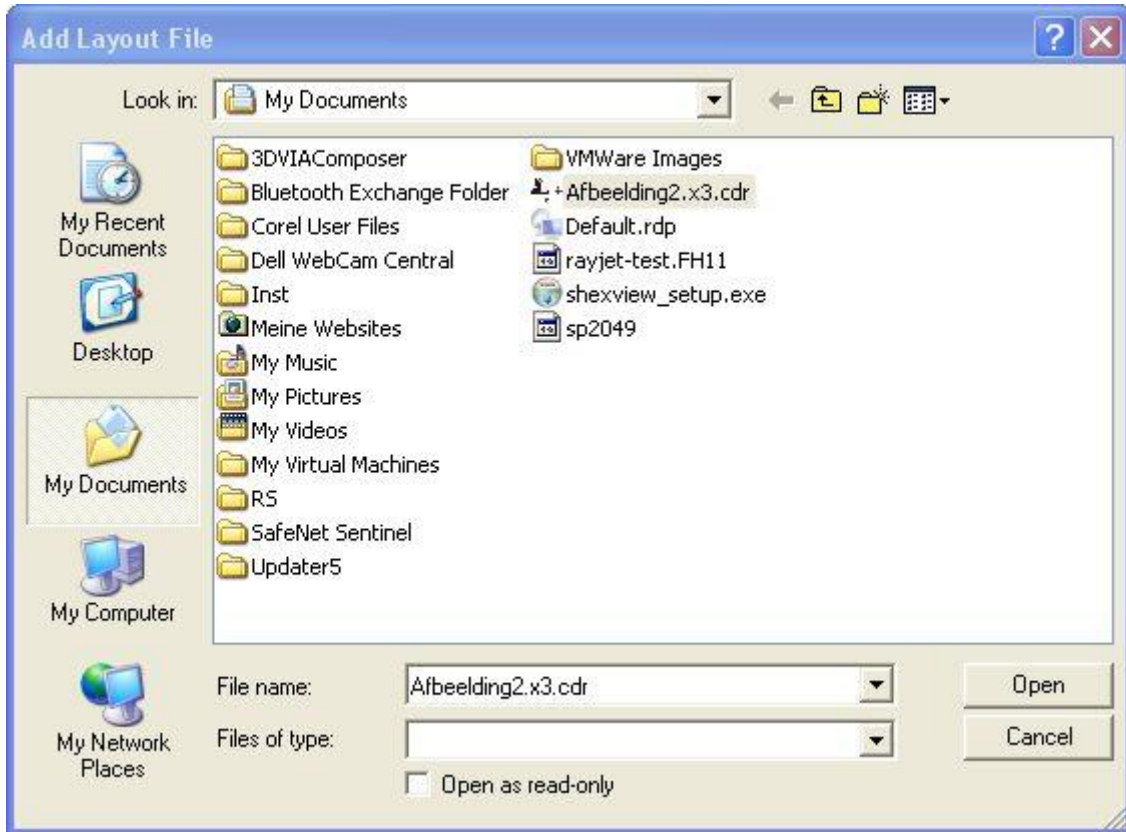 Add Layout File
Look in:
My Documents
My Recent
Documents
Desktop
My Documents
My Computer
My Network
Places
3DVIAComposer
Bluetooth Exchange Folder
Corel User Files
Dell WebCam Central
Inst
Meine Websites
My Music
My Pictures
My Videos
My Virtual Machines
RS
SafeNet Sentinel
Updater5
VMWare Images
Afbeelding2.x3.cdr
Default.rdp
rayjet-test.FH11
shexview_setup.exe
sp2049
File name:
Afbeelding2.x3.cdr
Open
Files of type:
Cancel
Open as read-only